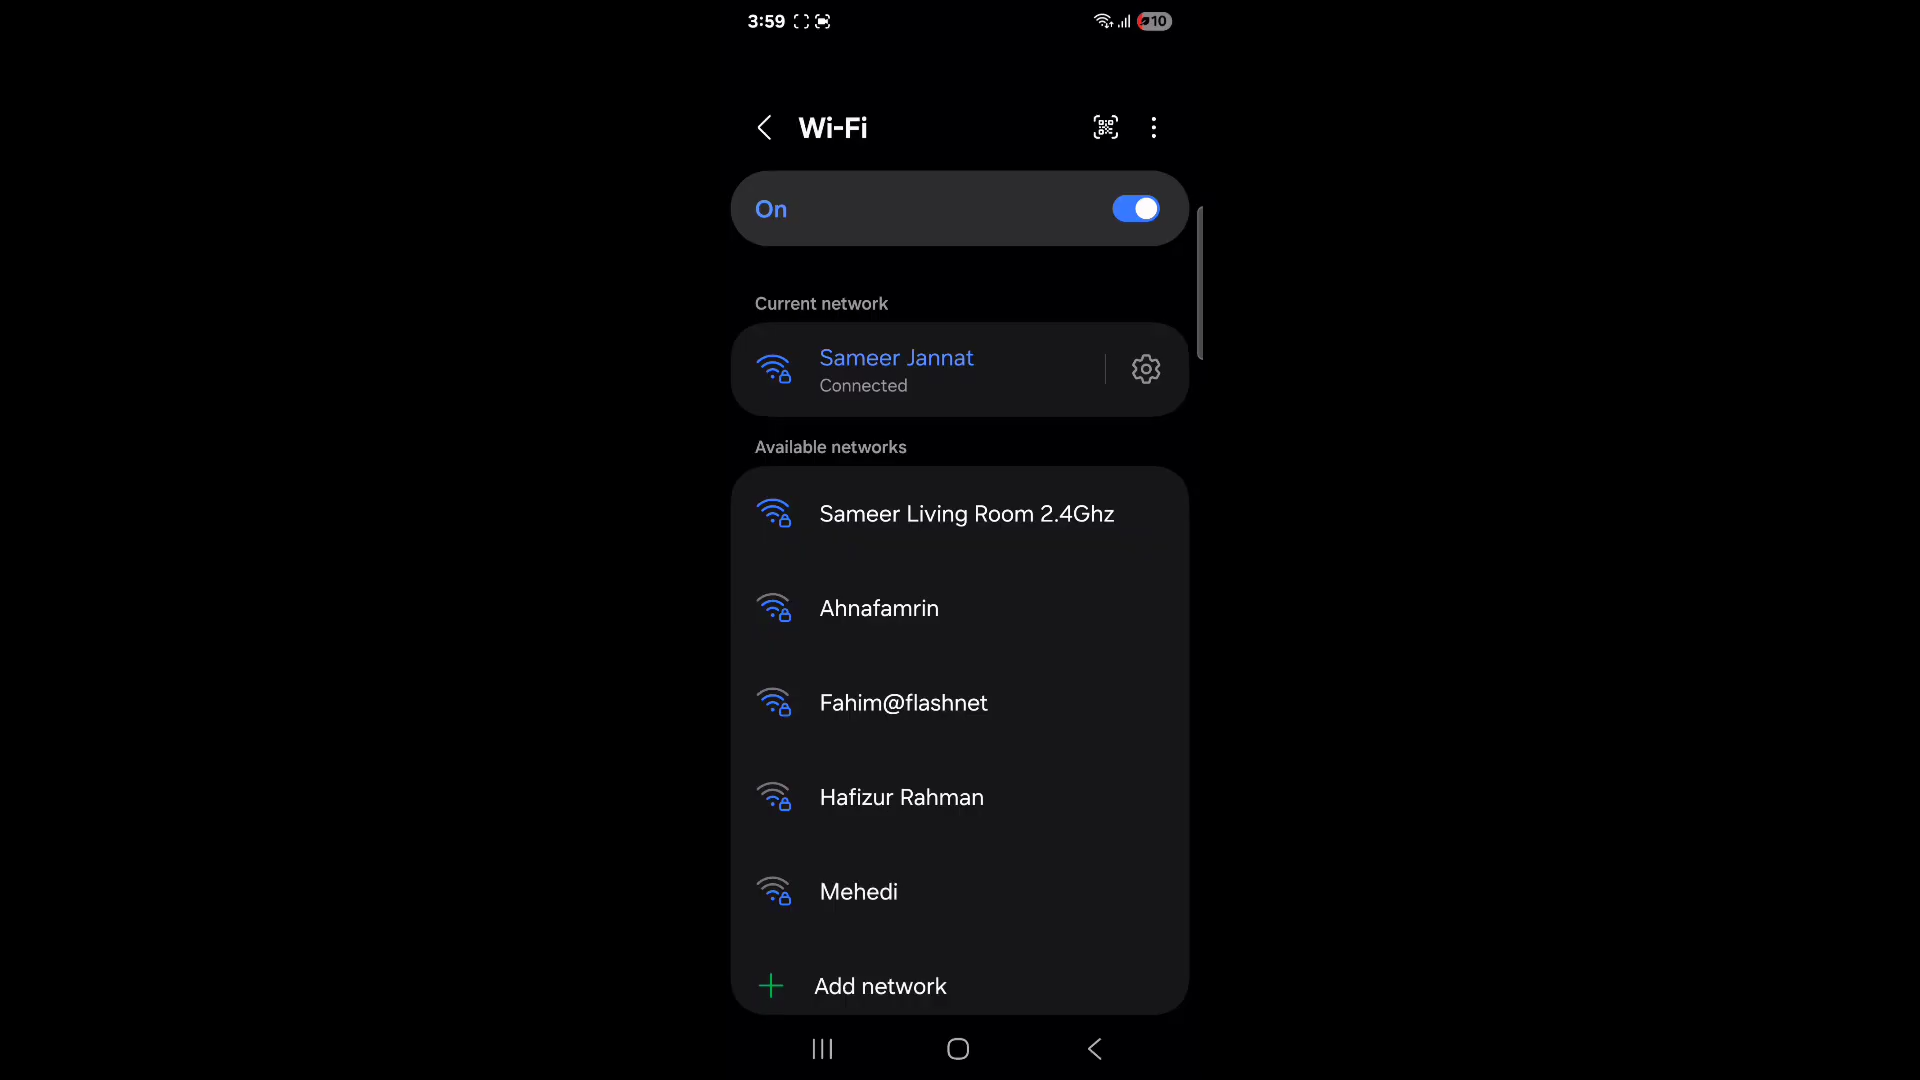 3:59
10
Wi-Fi
On
Current network
Sameer Jannat
Connected
Available networks
Sameer Living Room 2.4Ghz
Ahnafamrin
Fahim@flashnet
Hafizur Rahman
Mehedi
Add network